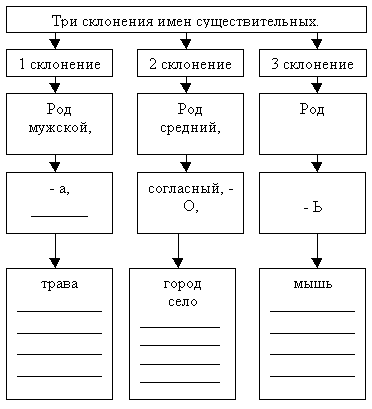 Три склонения имен существительных.
1 склонение
2 склонение
3 склонение
Род
мужской,
Род
средний,
Род
- а,
согласный, -
О,
- Ь
трава
город
село
мышь